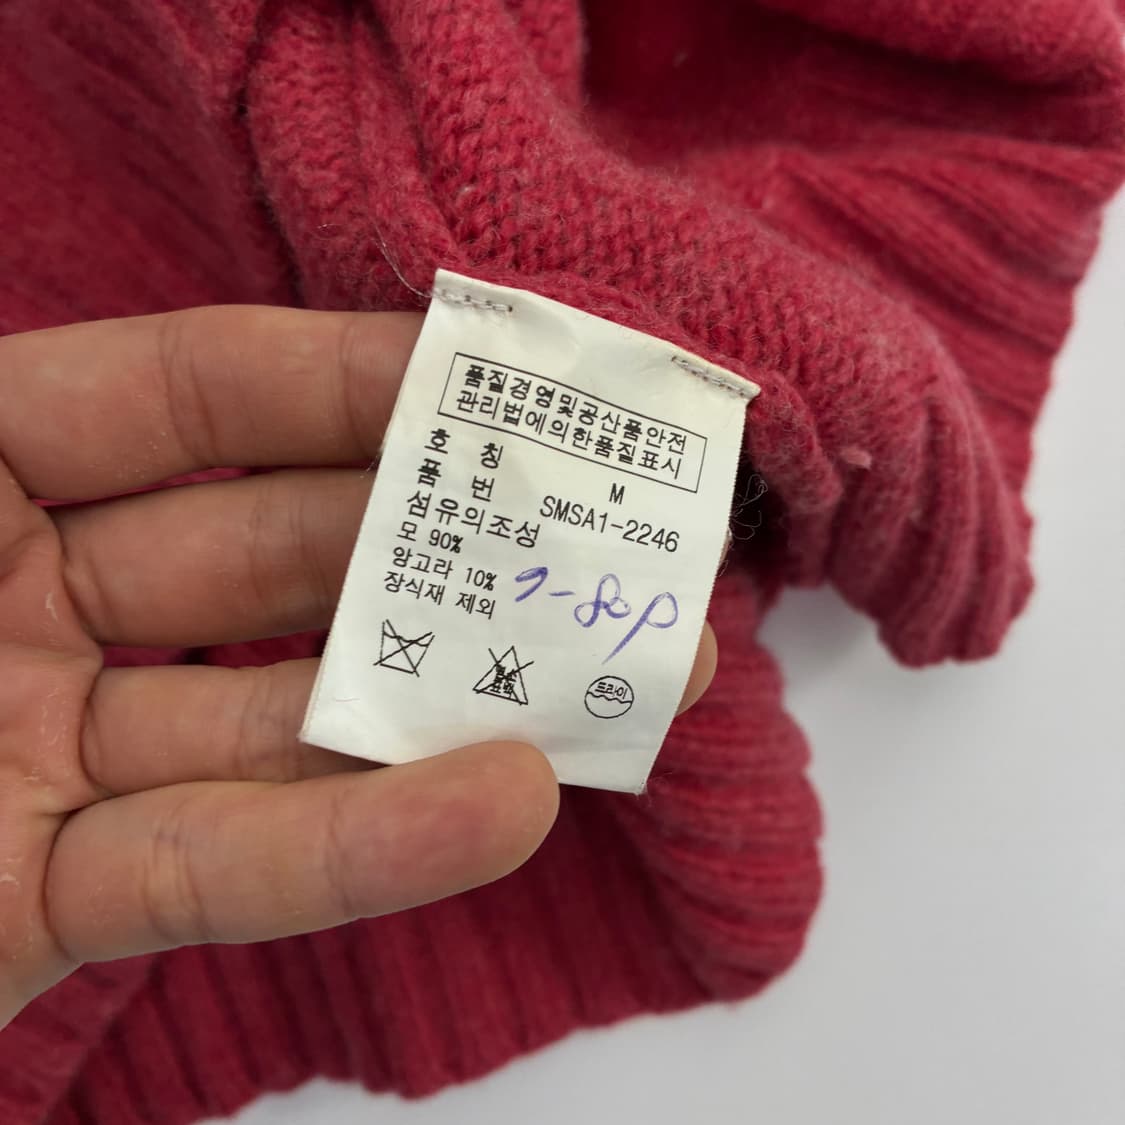 품질경영및공산품안전
관리법에의한품질표시
호 칭 M
품 번 SMSA1-2246
섬유의조성
모 90%
앙고라 10%
장식재 제외
드라이